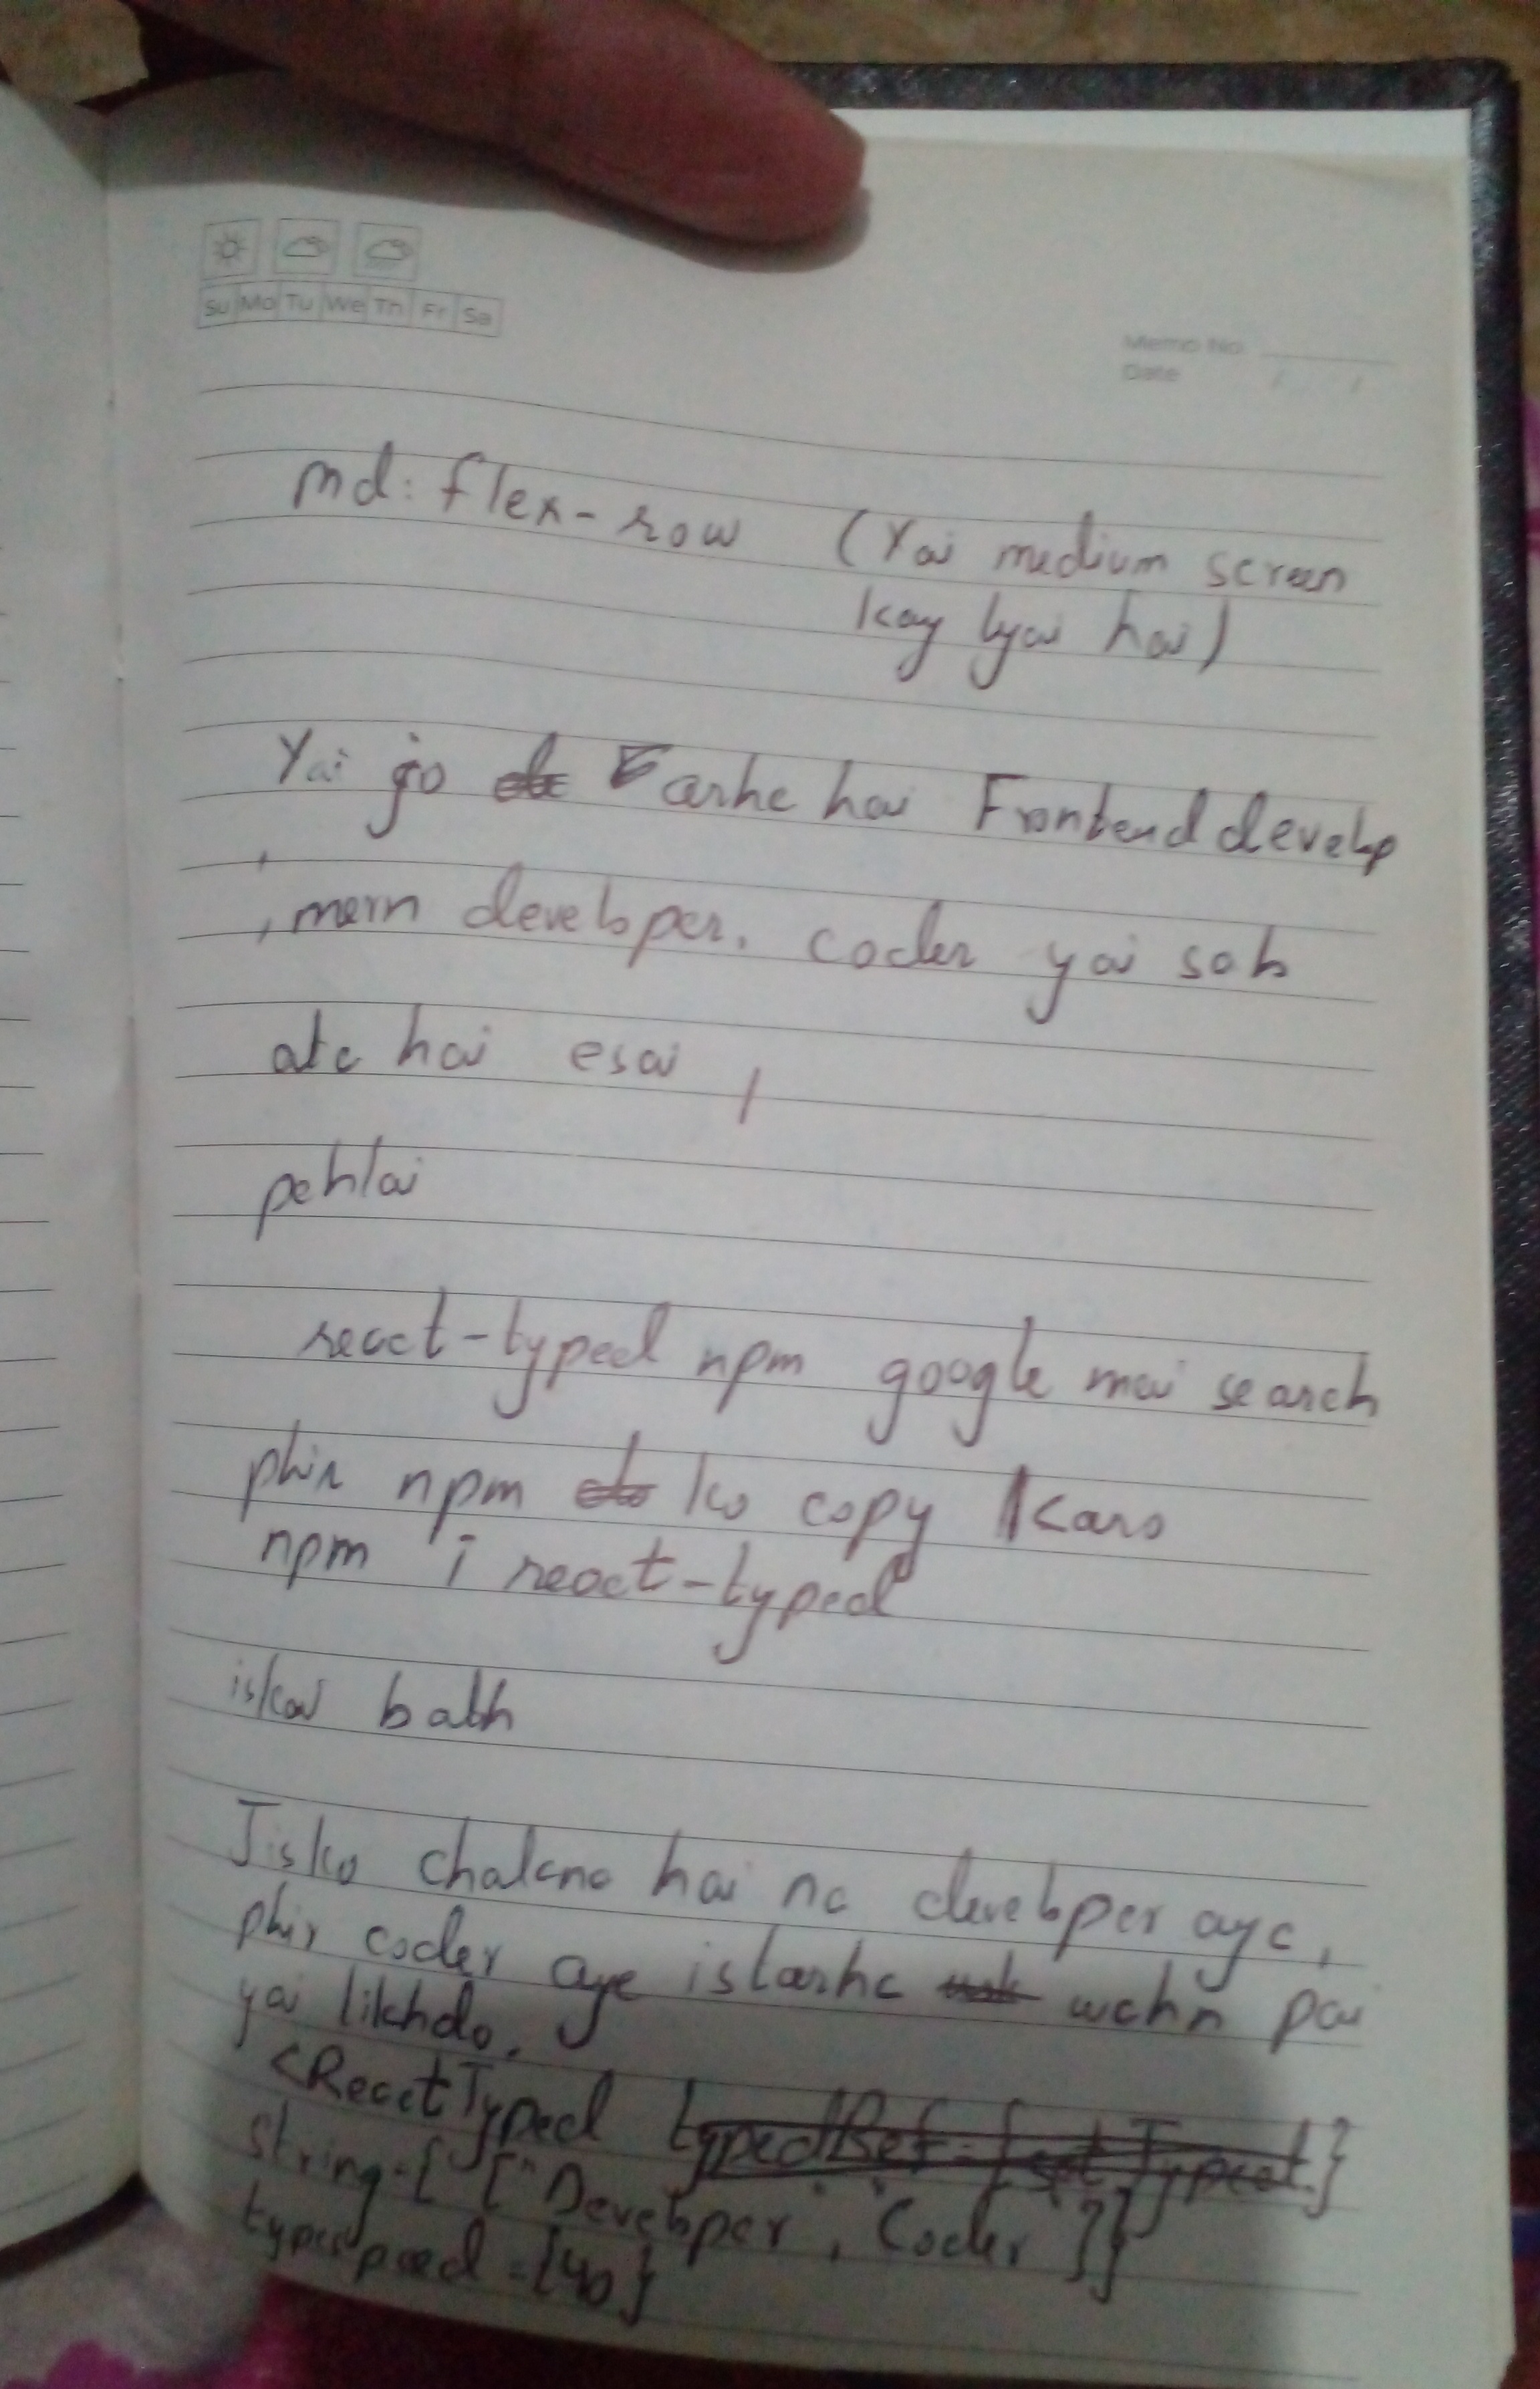 Su Mo Tu We Th Fr Sa
Memo No.
Date / /
md: flex-row (Yai medium screen
kay lyai hai)
Yai jo tarhe hai Frontend develop
, mern developer, coder yai sab
ate hai esai
pehlai
react-typed npm google mai search
phir npm ko copy Karo
npm i react-typed
iskai bath
Jisko chalana hai na developer aye,
phir coder aye istarhe wehn pai
yai likhdo.
<ReactTyped
string={["Developer", "Coder"]}
typespeed={40}